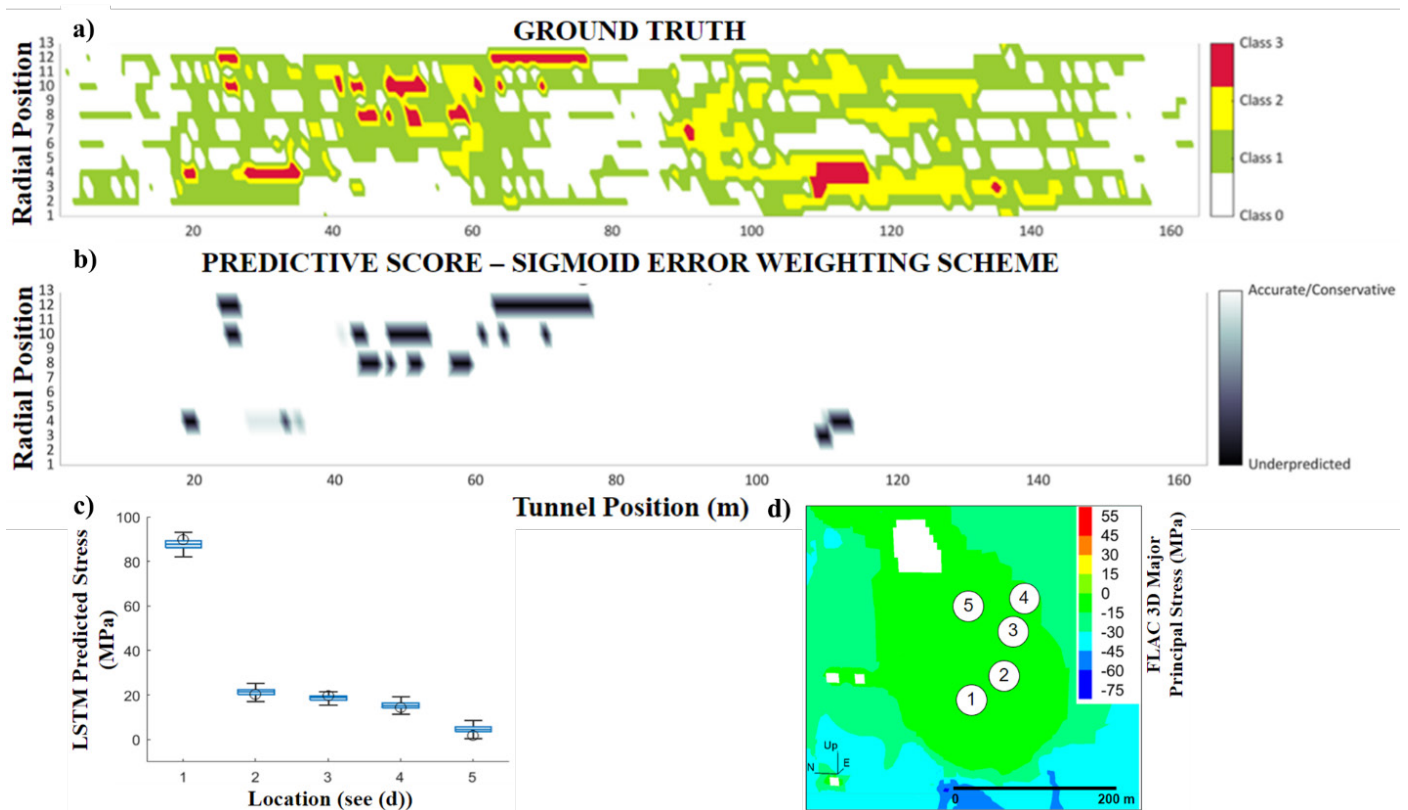 a)
GROUND TRUTH
Radial Position
13
12
11
10
9
8
7
6
5
4
3
2
1
20 40 60 80 100 120 140 160
Class 3
Class 2
Class 1
Class 0
b)
PREDICTIVE SCORE – SIGMOID ERROR WEIGHTING SCHEME
Radial Position
13
12
11
10
9
8
7
6
5
4
3
2
1
20 40 60 80 100 120 140 160
Accurate/Conservative
Underpredicted
Tunnel Position (m)
c)
LSTM Predicted Stress
(MPa)
100
80
60
40
20
0
1 2 3 4 5
Location (see (d))
d)
5
4
3
2
1
Up
N
E
0 200 m
55
45
30
15
0
-15
-30
-45
-60
-75
FLAC 3D Major
Principal Stress (MPa)